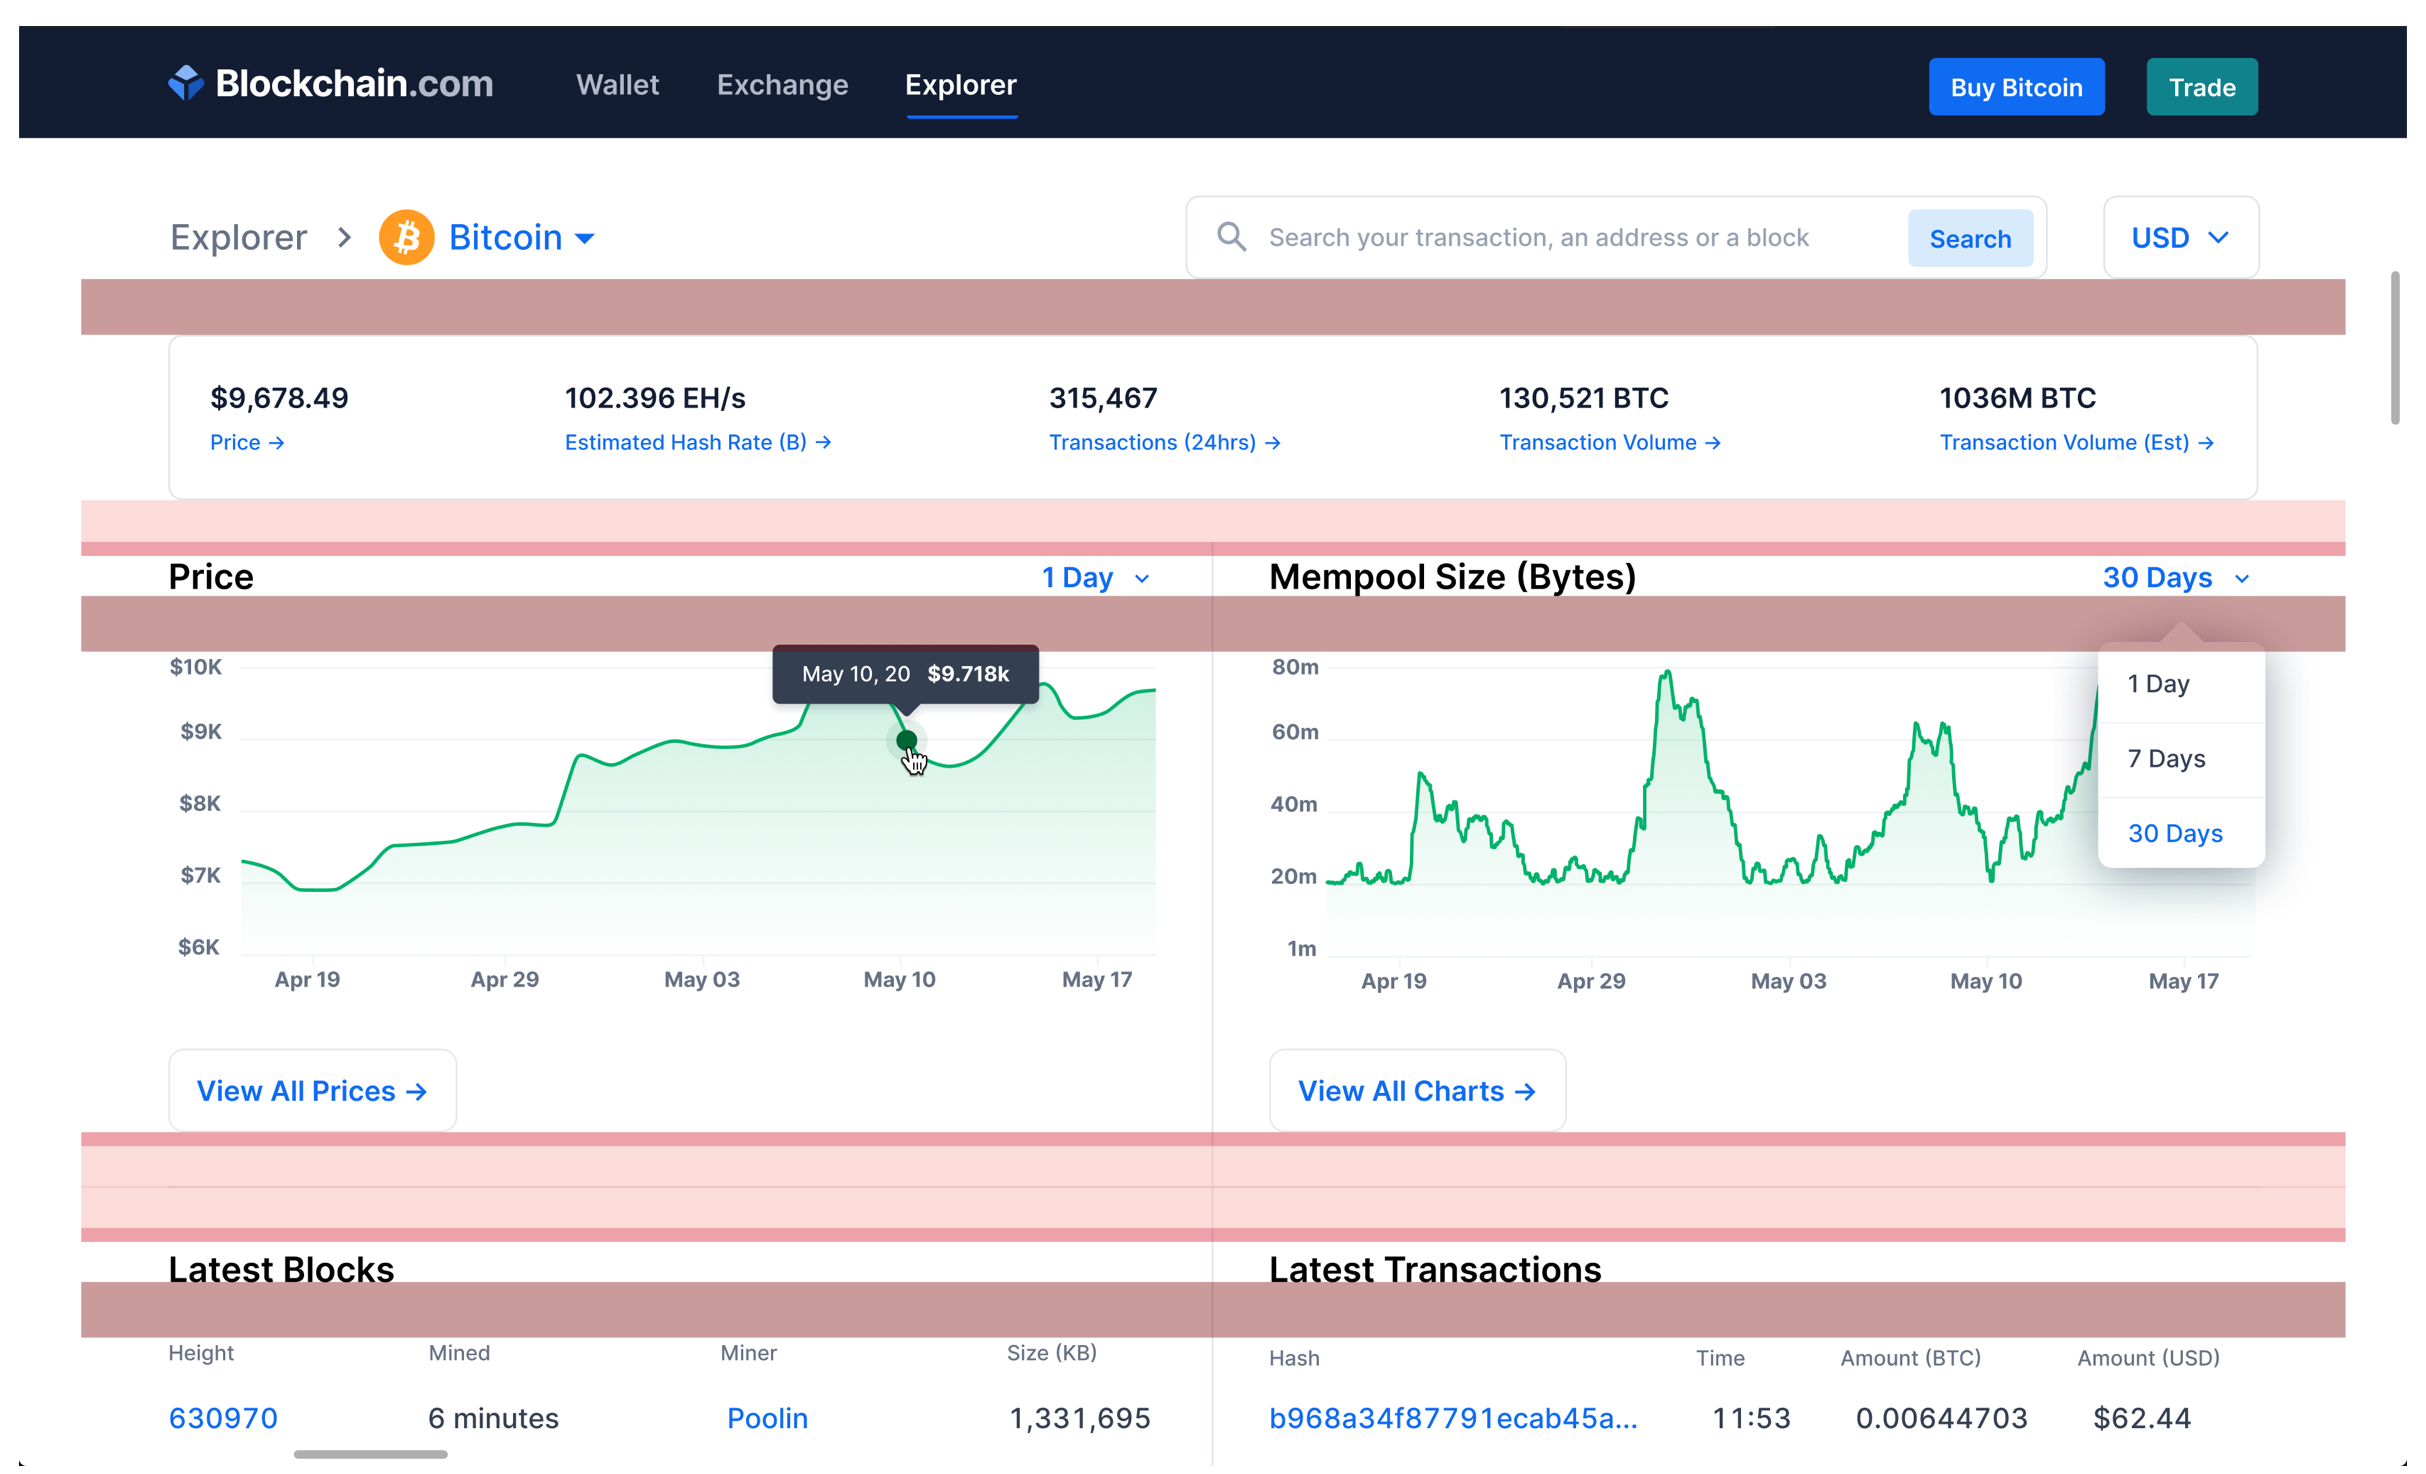 Blockchain.com Wallet Exchange Explorer Buy Bitcoin Trade
Explorer > Bitcoin Search your transaction, an address or a block Search USD
$9,678.49 102.396 EH/s 315,467 130,521 BTC 1036M BTC
Price → Estimated Hash Rate (B) → Transactions (24hrs) → Transaction Volume → Transaction Volume (Est) →
Price 1 Day
$10K
May 10, 20 $9.718k
$9K
$8K
$7K
$6K
Apr 19 Apr 29 May 03 May 10 May 17
View All Prices →
Mempool Size (Bytes) 30 Days
80m
60m
40m
20m
1m
1 Day
7 Days
30 Days
Apr 19 Apr 29 May 03 May 10 May 17
View All Charts →
Latest Blocks
Height Mined Miner Size (KB)
630970 6 minutes Poolin 1,331,695
Latest Transactions
Hash Time Amount (BTC) Amount (USD)
b968a34f87791ecab45a... 11:53 0.00644703 $62.44